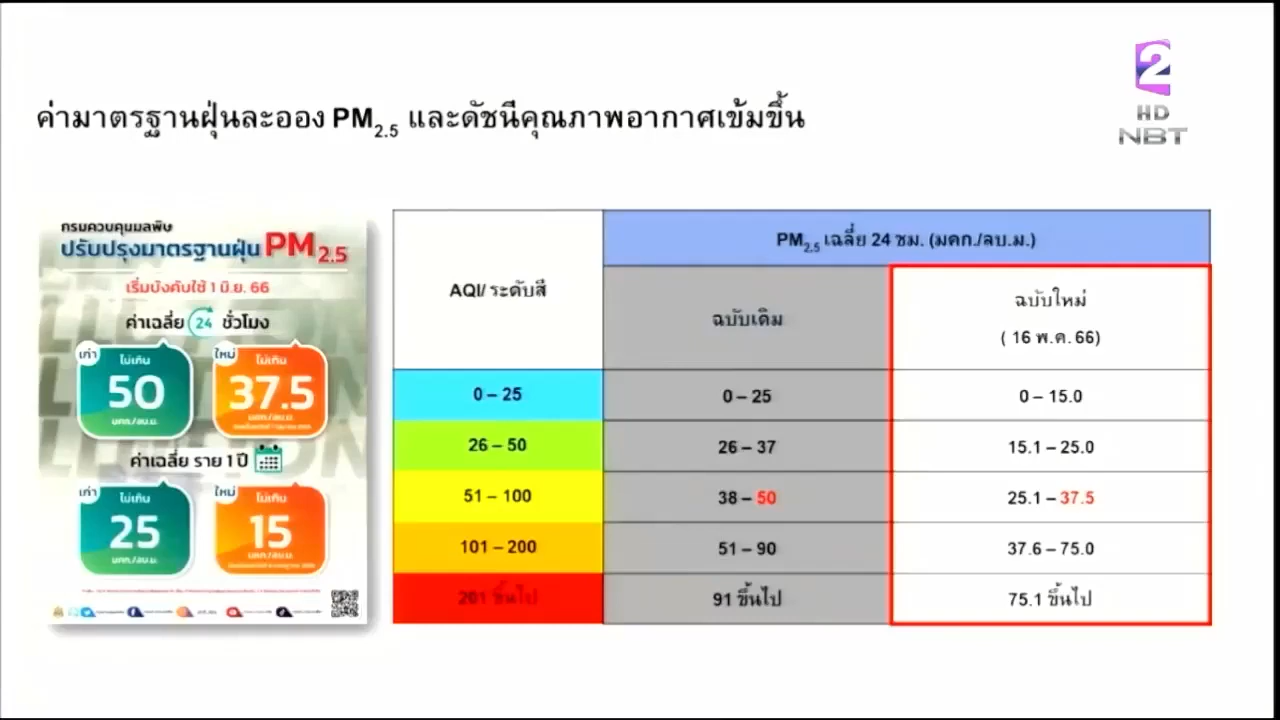 2
HD
NBT
ค่ามาตรฐานฝุ่นละออง PM2.5 และดัชนีคุณภาพอากาศเข้มขึ้น
กรมควบคุมมลพิษ
ปรับปรุงมาตรฐานฝุ่น PM2.5
เริ่มบังคับใช้ 1 มิ.ย. 66
ค่าเฉลี่ย 24 ชั่วโมง
เก่า ไม่เกิน 50 มคก./ลบ.ม.
ใหม่ ไม่เกิน 37.5 มคก./ลบ.ม.
ค่าเฉลี่ย ราย 1 ปี
เก่า ไม่เกิน 25 มคก./ลบ.ม.
ใหม่ ไม่เกิน 15 มคก./ลบ.ม.
AQI/ ระดับสี
PM2.5 เฉลี่ย 24 ชม. (มคก./ลบ.ม.)
ฉบับเดิม
ฉบับใหม่
( 16 พ.ค. 66)
0 – 25 0 – 25 0 – 15.0
26 – 50 26 – 37 15.1 – 25.0
51 – 100 38 – 50 25.1 – 37.5
101 – 200 51 – 90 37.6 – 75.0
201 ขึ้นไป 91 ขึ้นไป 75.1 ขึ้นไป